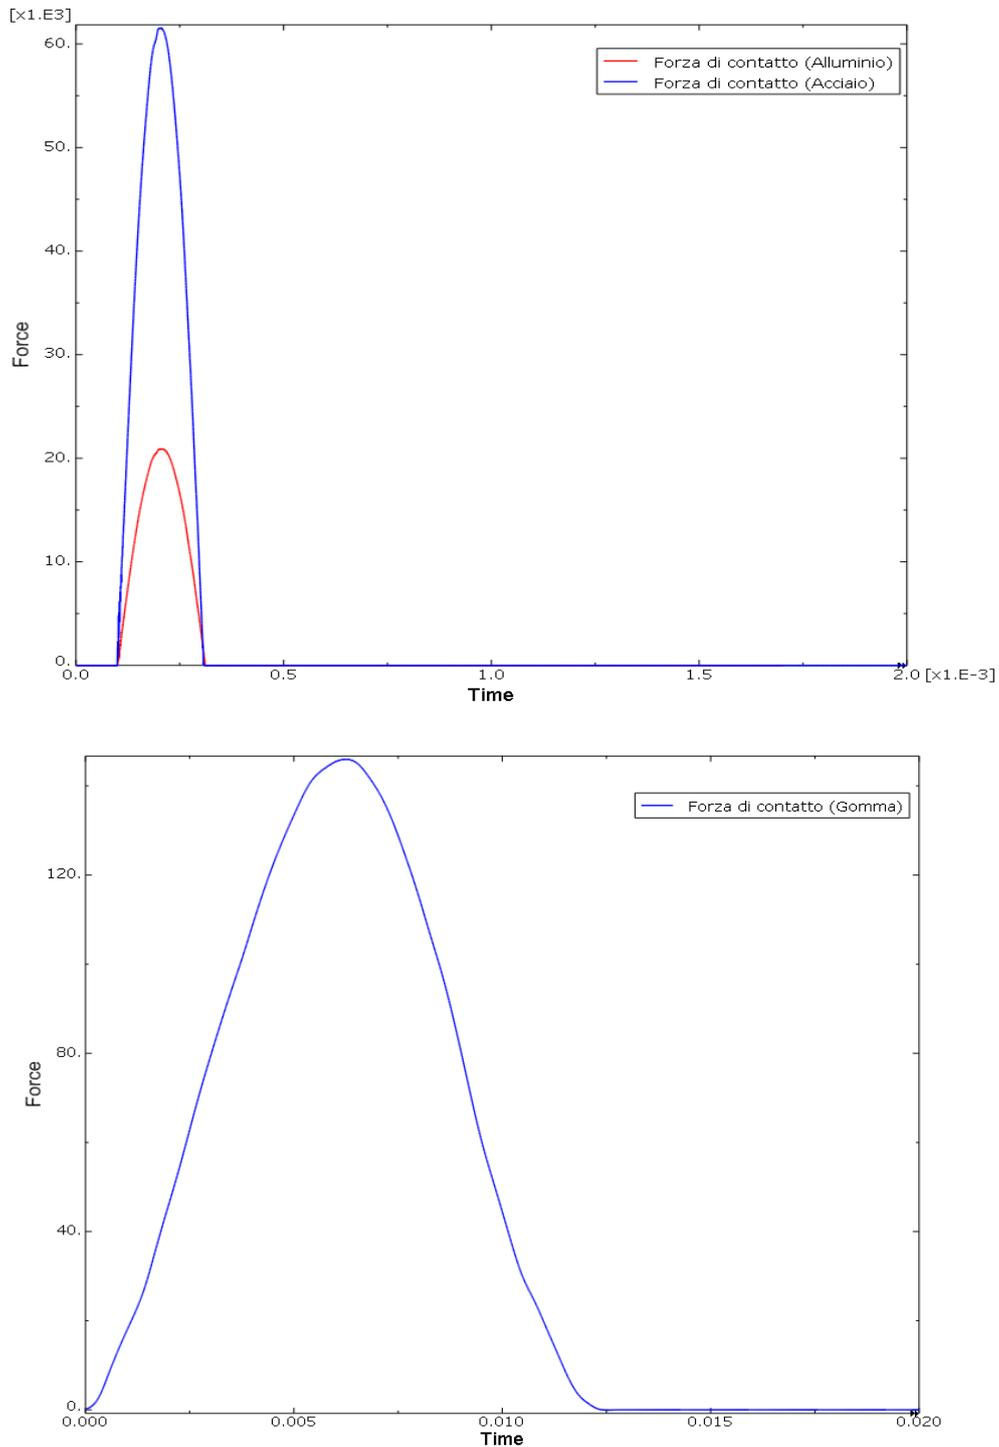 [×1.E3]
60.
Forza di contatto (Alluminio)
Forza di contatto (Acciaio)
50.
40.
30.
Force
20.
10.
0.
0.0 0.5 1.0 1.5 2.0 [×1.E-3]
Time
Forza di contatto (Gomma)
120.
80.
Force
40.
0.
0.000 0.005 0.010 0.015 0.020
Time